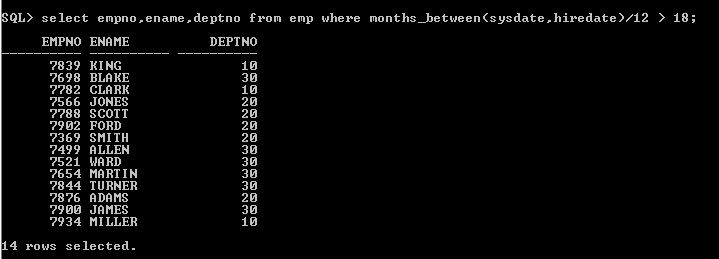 SQL> select empno,ename,deptno from emp where months_between(sysdate,hiredate)/12 > 18;
EMPNO ENAME DEPTNO
---------- ---------- ----------
7839 KING 10
7698 BLAKE 30
7782 CLARK 10
7566 JONES 20
7788 SCOTT 20
7902 FORD 20
7369 SMITH 20
7499 ALLEN 30
7521 WARD 30
7654 MARTIN 30
7844 TURNER 30
7876 ADAMS 20
7900 JAMES 30
7934 MILLER 10
14 rows selected.